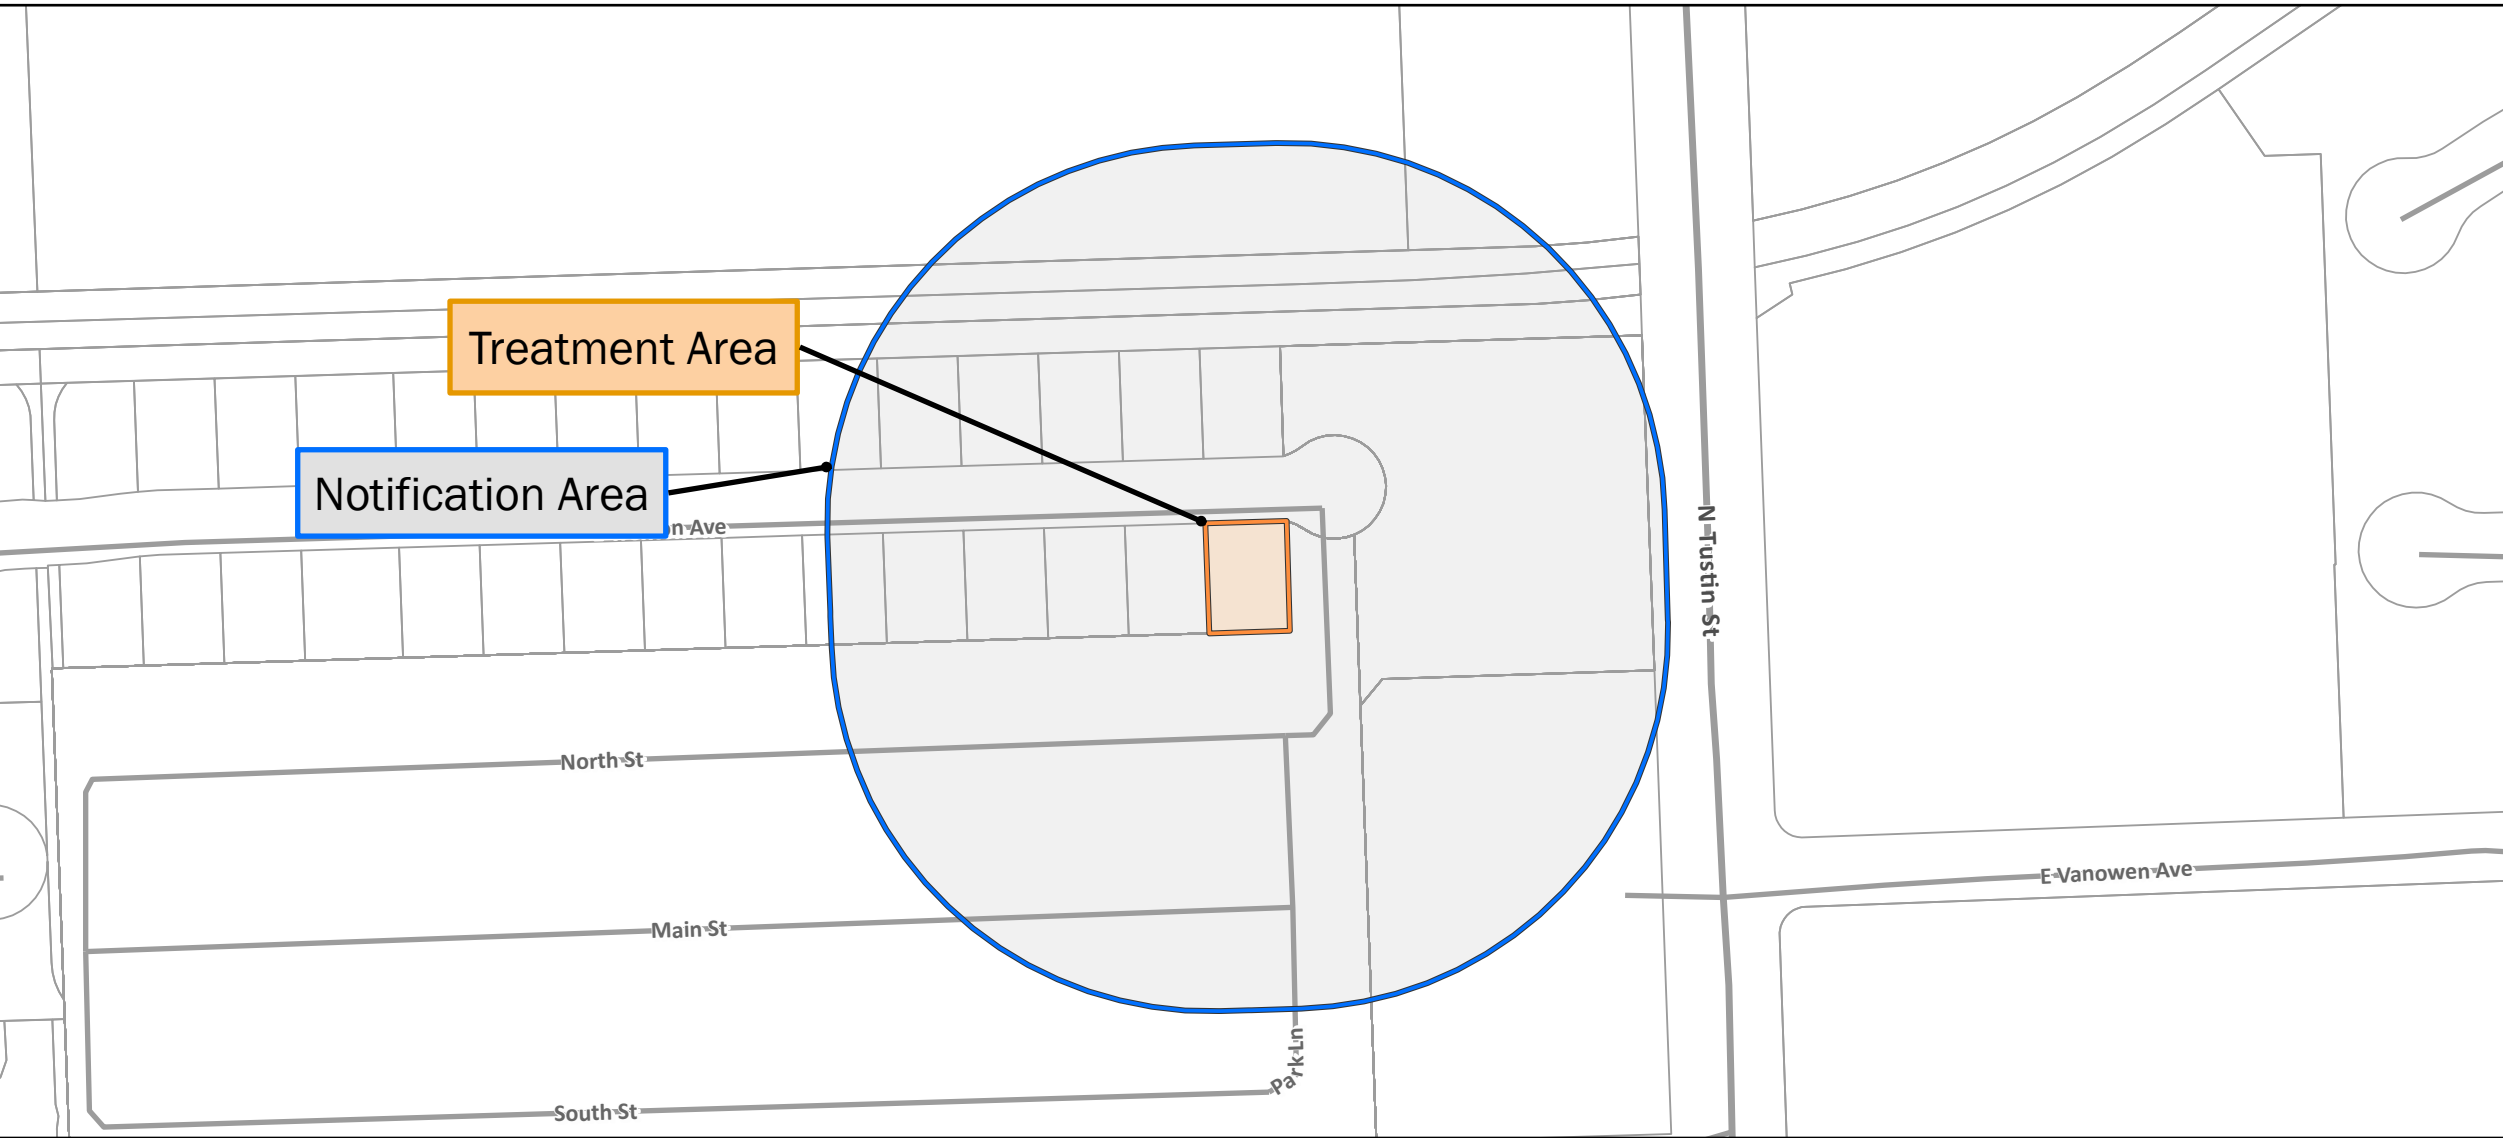 Treatment Area
Notification Area
n Ave
N Tustin St
North St
E Vanowen Ave
Main St
Park Ln
South St